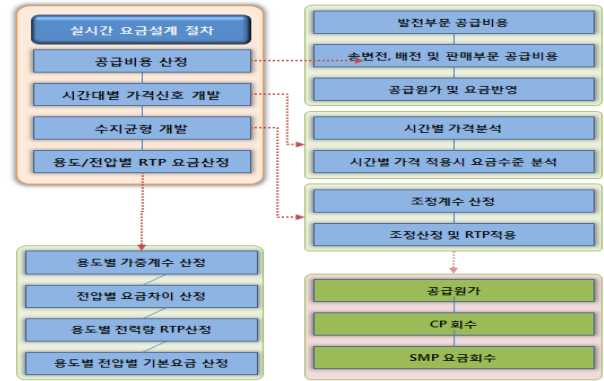 실시간 요금설계 절차
공급비용 산정
시간대별 가격신호 개발
수지균형 개발
용도/전압별 RTP 요금산정
발전부문 공급비용
송변전, 배전 및 판매부문 공급비용
공급원가 및 요금반영
시간별 가격분석
시간별 가격 적용시 요금수준 분석
조정계수 산정
조정산정 및 RTP적용
용도별 가중계수 산정
전압별 요금차이 산정
용도별 전력량 RTP산정
용도별 전압별 기본요금 산정
공급원가
CP 회수
SMP 요금회수